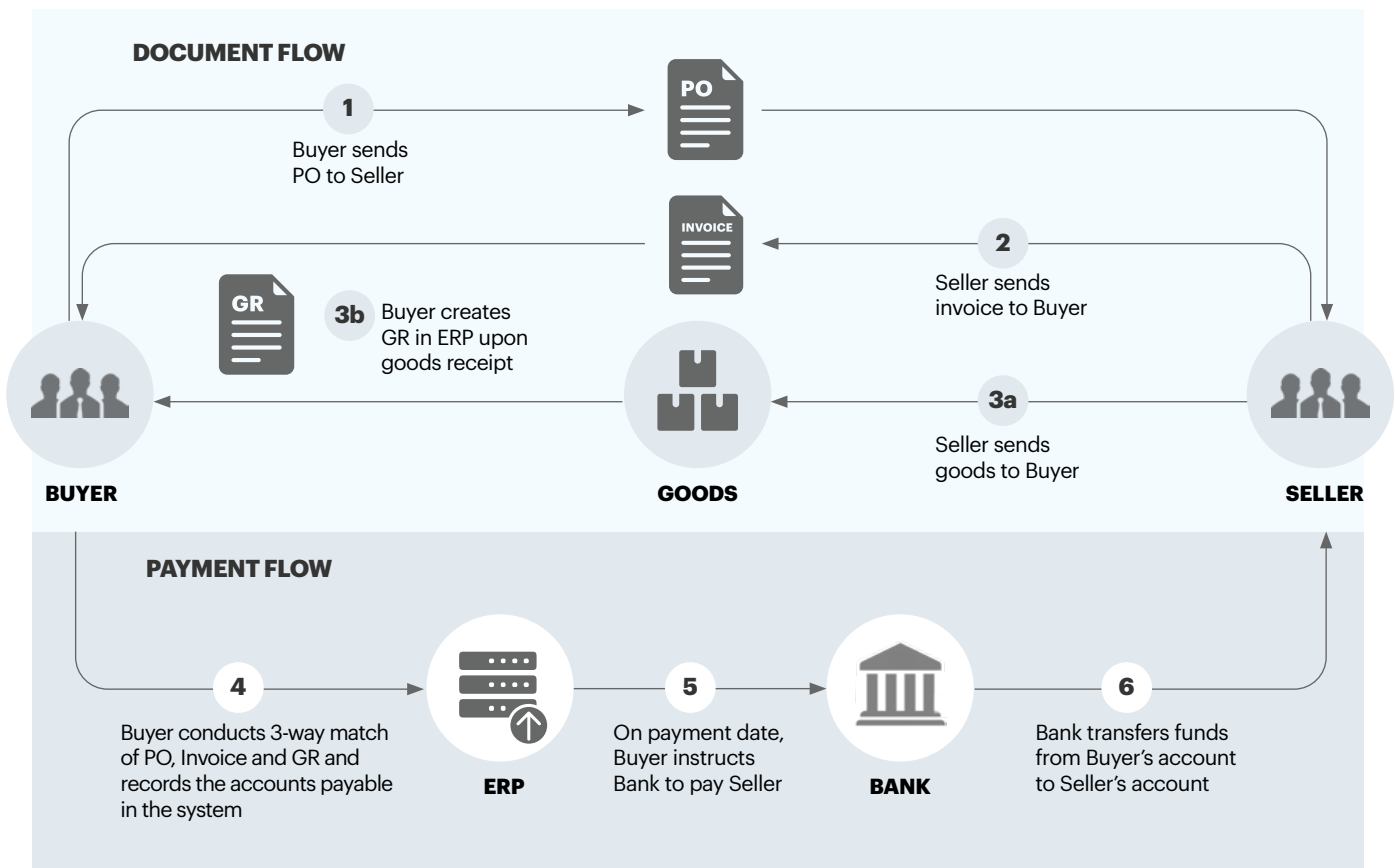 DOCUMENT FLOW
1
Buyer sends
PO to Seller
PO
INVOICE
2
Seller sends
invoice to Buyer
GR
3b
Buyer creates
GR in ERP upon
goods receipt
3a
Seller sends
goods to Buyer
BUYER
GOODS
SELLER
PAYMENT FLOW
4
Buyer conducts 3-way match
of PO, Invoice and GR and
records the accounts payable
in the system
ERP
5
On payment date,
Buyer instructs
Bank to pay Seller
BANK
6
Bank transfers funds
from Buyer’s account
to Seller’s account